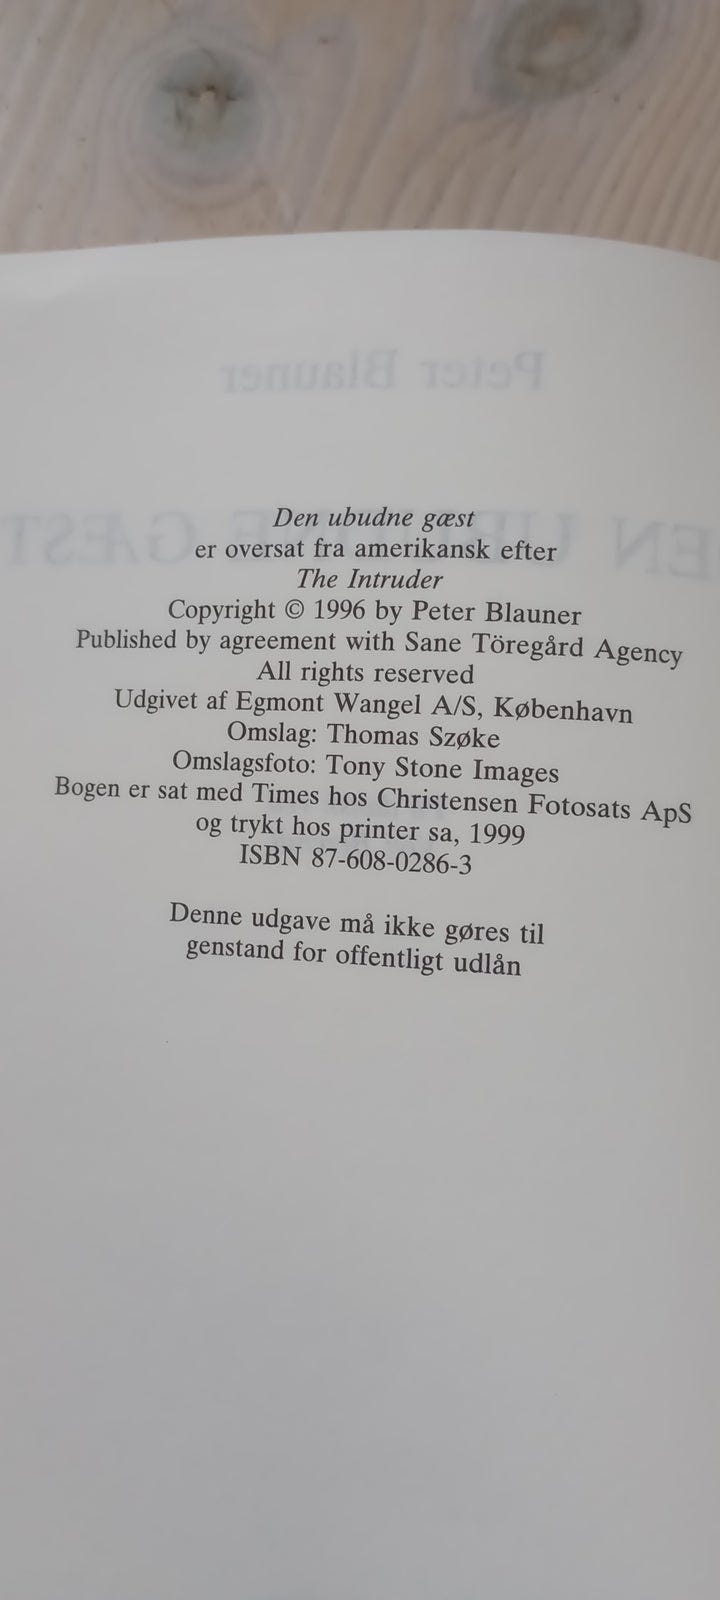 Peter Blauner
EN UBUDNE GÆST
Den ubudne gæst
er oversat fra amerikansk efter
The Intruder
Copyright © 1996 by Peter Blauner
Published by agreement with Sane Töregård Agency
All rights reserved
Udgivet af Egmont Wangel A/S, København
Omslag: Thomas Szøke
Omslagsfoto: Tony Stone Images
Bogen er sat med Times hos Christensen Fotosats ApS
og trykt hos printer sa, 1999
ISBN 87-608-0286-3
Denne udgave må ikke gøres til
genstand for offentligt udlån